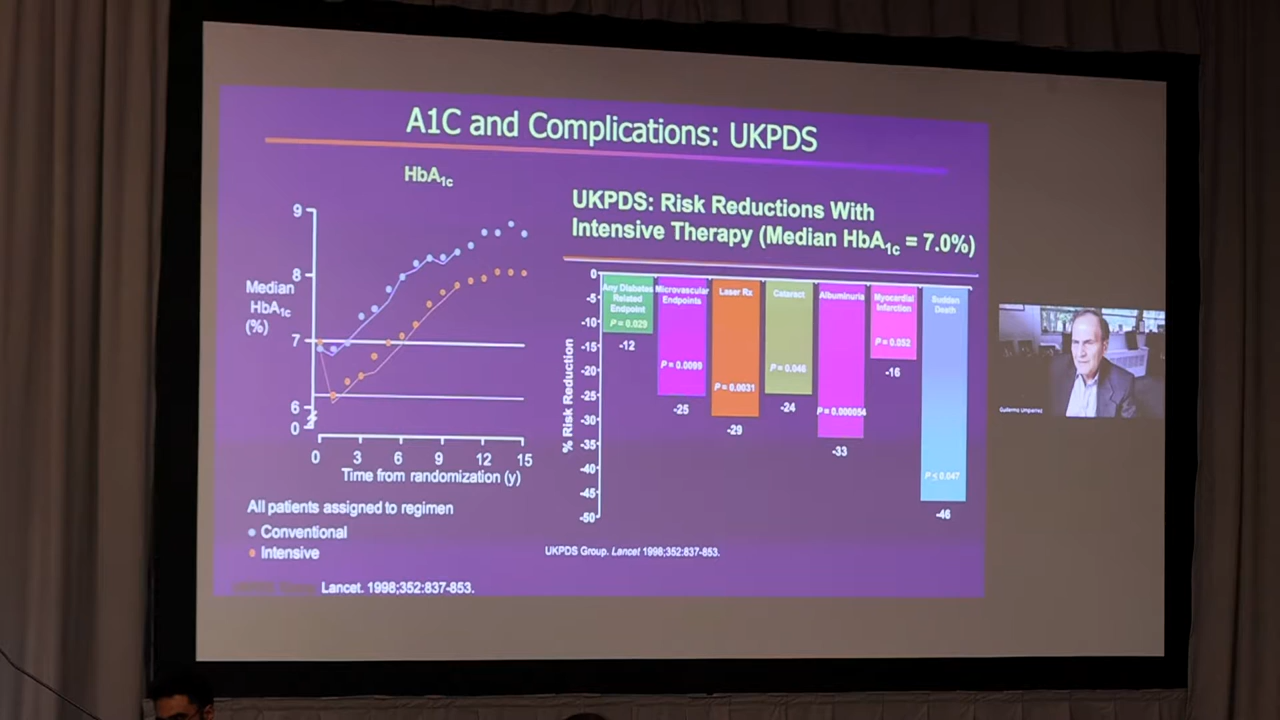 A1C and Complications: UKPDS
HbA1c
9
8
7
6
0
Median
HbA1c
(%)
0 3 6 9 12 15
Time from randomization (y)
All patients assigned to regimen
Conventional
Intensive
Lancet. 1998;352:837-853.
UKPDS: Risk Reductions With
Intensive Therapy (Median HbA1c = 7.0%)
% Risk Reduction
0
-5
-10
-15
-20
-25
-30
-35
-40
-45
-50
Any Diabetes
Related
Endpoint
P = 0.029
-12
Microvascular
Endpoints
P = 0.0099
-25
Laser Rx
P = 0.0031
-29
Cataract
P = 0.046
-24
Albuminuria
P = 0.000054
-33
Myocardial
Infarction
P = 0.052
-16
Sudden
Death
P ≤ 0.047
-46
UKPDS Group. Lancet 1998;352:837-853.